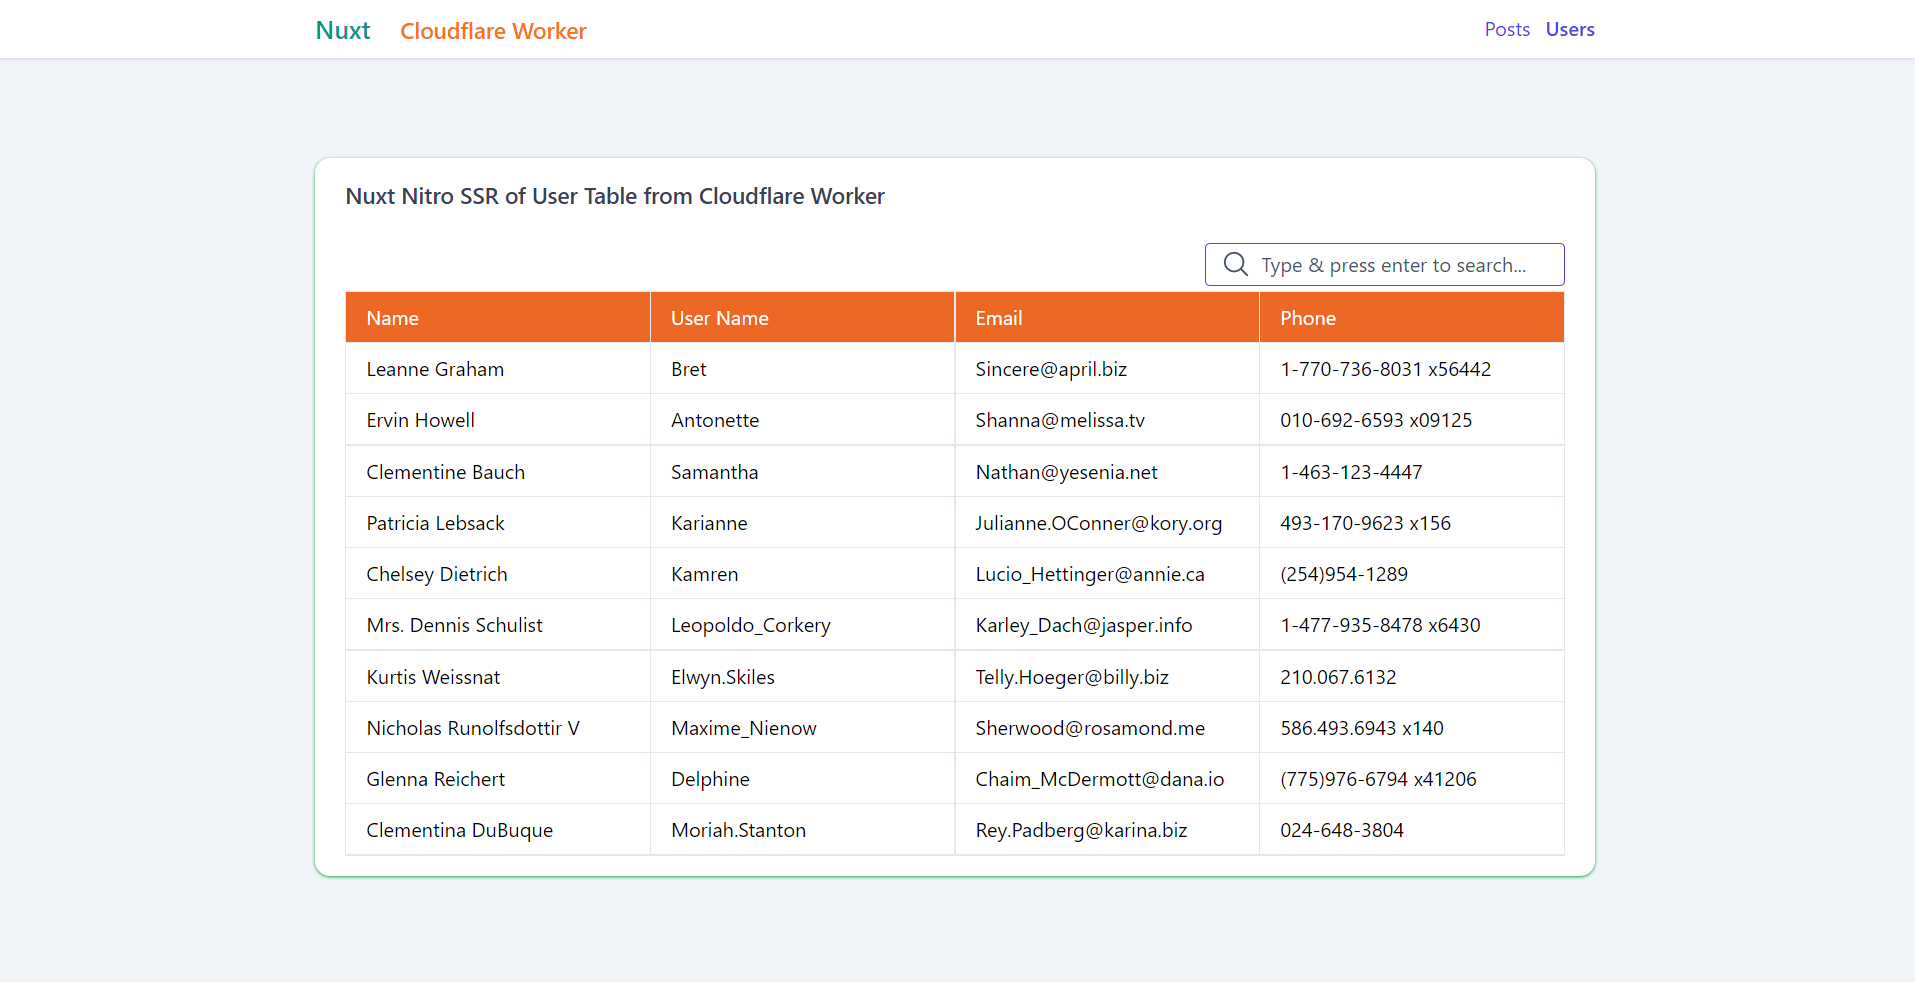 Nuxt Cloudflare Worker Posts Users
Nuxt Nitro SSR of User Table from Cloudflare Worker
Type & press enter to search...
Name User Name Email Phone
Leanne Graham Bret Sincere@april.biz 1-770-736-8031 x56442
Ervin Howell Antonette Shanna@melissa.tv 010-692-6593 x09125
Clementine Bauch Samantha Nathan@yesenia.net 1-463-123-4447
Patricia Lebsack Karianne Julianne.OConner@kory.org 493-170-9623 x156
Chelsey Dietrich Kamren Lucio_Hettinger@annie.ca (254)954-1289
Mrs. Dennis Schulist Leopoldo_Corkery Karley_Dach@jasper.info 1-477-935-8478 x6430
Kurtis Weissnat Elwyn.Skiles Telly.Hoeger@billy.biz 210.067.6132
Nicholas Runolfsdottir V Maxime_Nienow Sherwood@rosamond.me 586.493.6943 x140
Glenna Reichert Delphine Chaim_McDermott@dana.io (775)976-6794 x41206
Clementina DuBuque Moriah.Stanton Rey.Padberg@karina.biz 024-648-3804